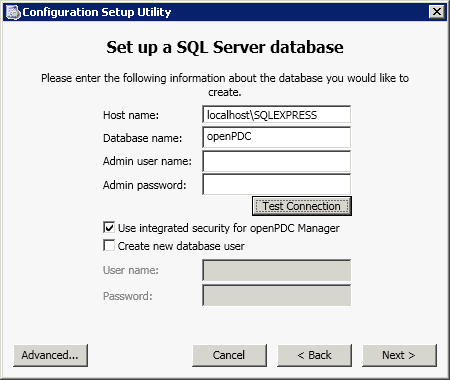 Configuration Setup Utility
Set up a SQL Server database
Please enter the following information about the database you would like to
create.
Host name: localhost\SQLEXPRESS
Database name: openPDC
Admin user name:
Admin password:
Test Connection
Use integrated security for openPDC Manager
Create new database user
User name:
Password:
Advanced... Cancel < Back Next >